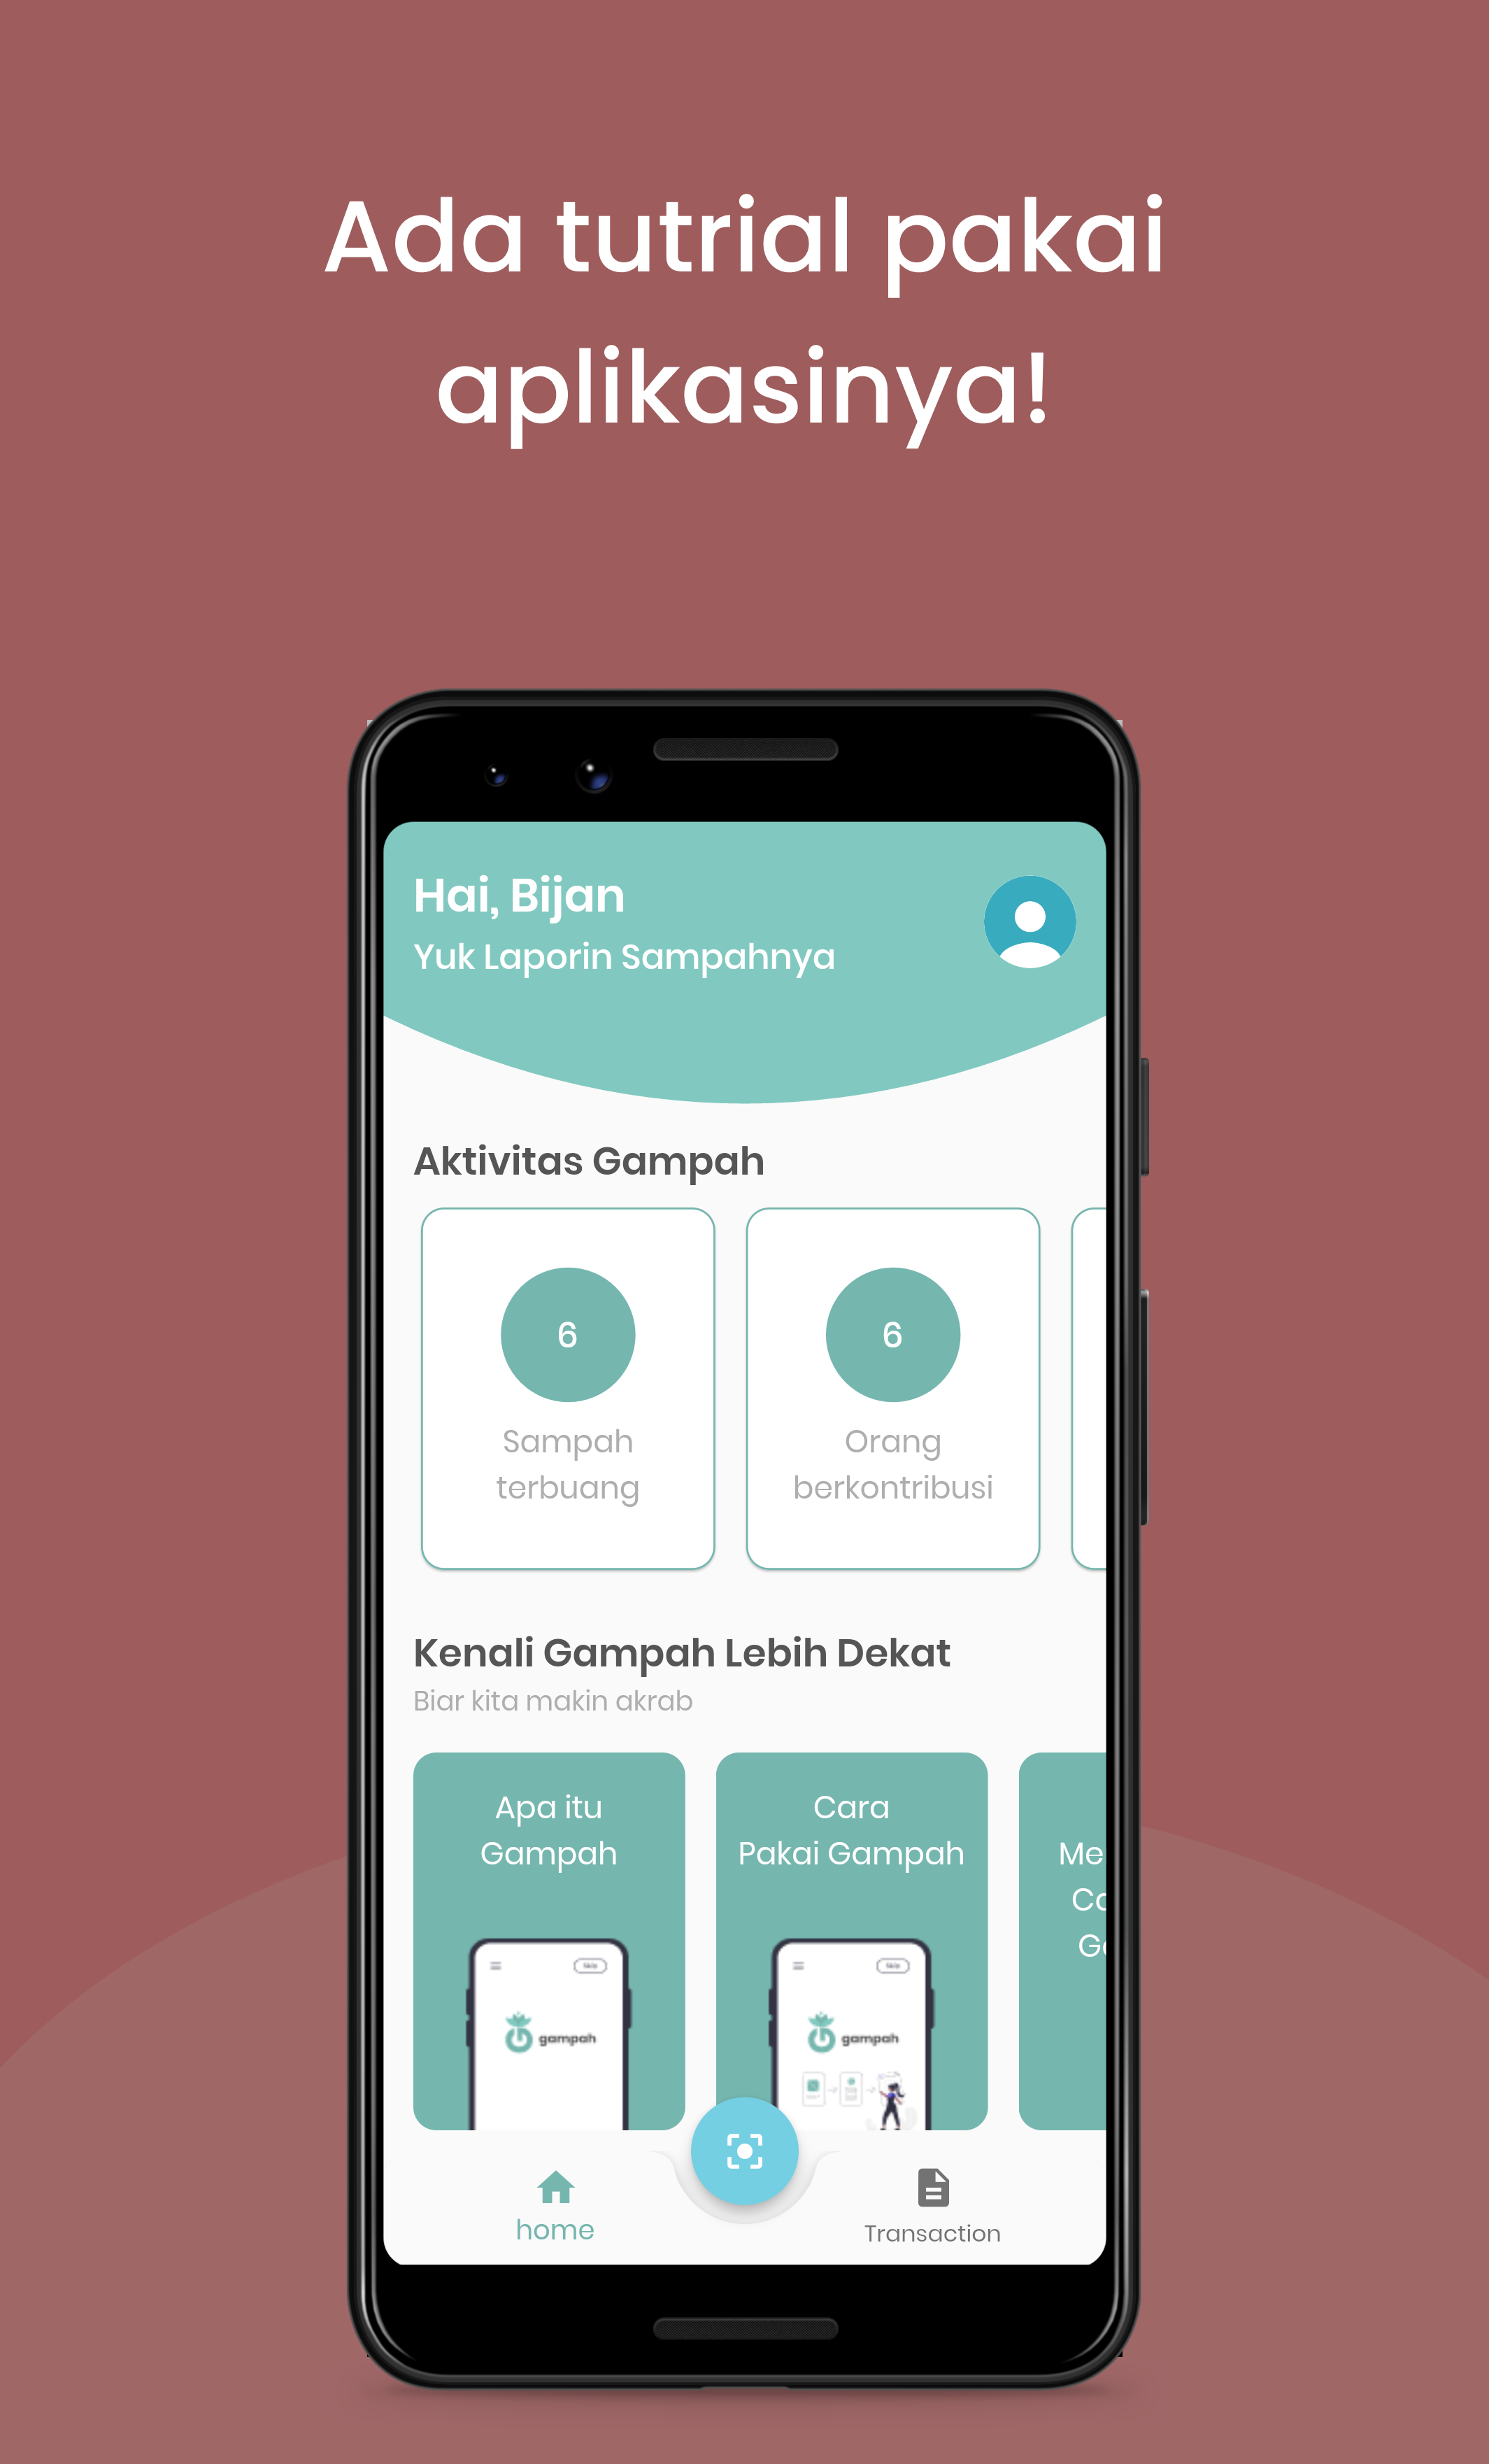 Ada tutrial pakai
aplikasinya!
Hai, Bijan
Yuk Laporin Sampahnya
Aktivitas Gampah
6
Sampah
terbuang
6
Orang
berkontribusi
Kenali Gampah Lebih Dekat
Biar kita makin akrab
Apa itu
Gampah
Skip
gampah
Cara
Pakai Gampah
Skip
gampah
Me
home
Transaction